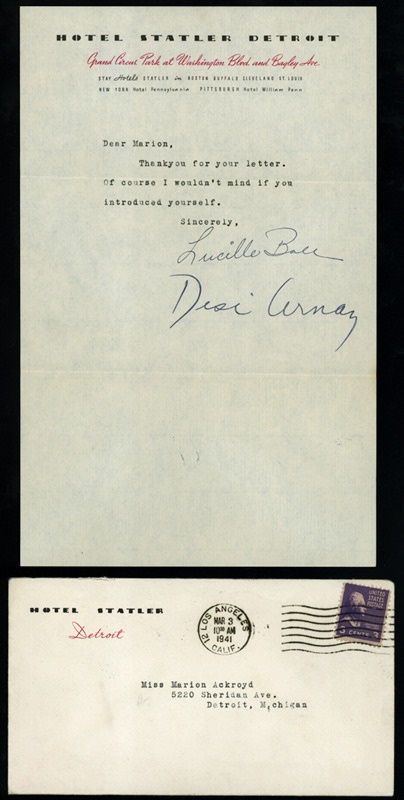 HOTEL STATLER DETROIT
Grand Circus Park at Washington Blvd and Bagley Ave.
STAY Hotels STATLER in BOSTON BUFFALO CLEVELAND ST. LOUIS
NEW YORK Hotel Pennsylvania PITTSBURGH Hotel William Penn
Dear Marion,
Thankyou for your letter.
Of course I wouldn't mind if you
introduced yourself.
Sincerely,
Lucille Ball
Desi Arnaz
HOTEL STATLER
Detroit
LOS ANGELES 12
MAR 3
10 00 AM
1941
CALIF.
UNITED
STATES
POSTAGE
3 CENTS 3
Miss Marion Ackroyd
5220 Sheridan Ave.
Detroit, Michigan